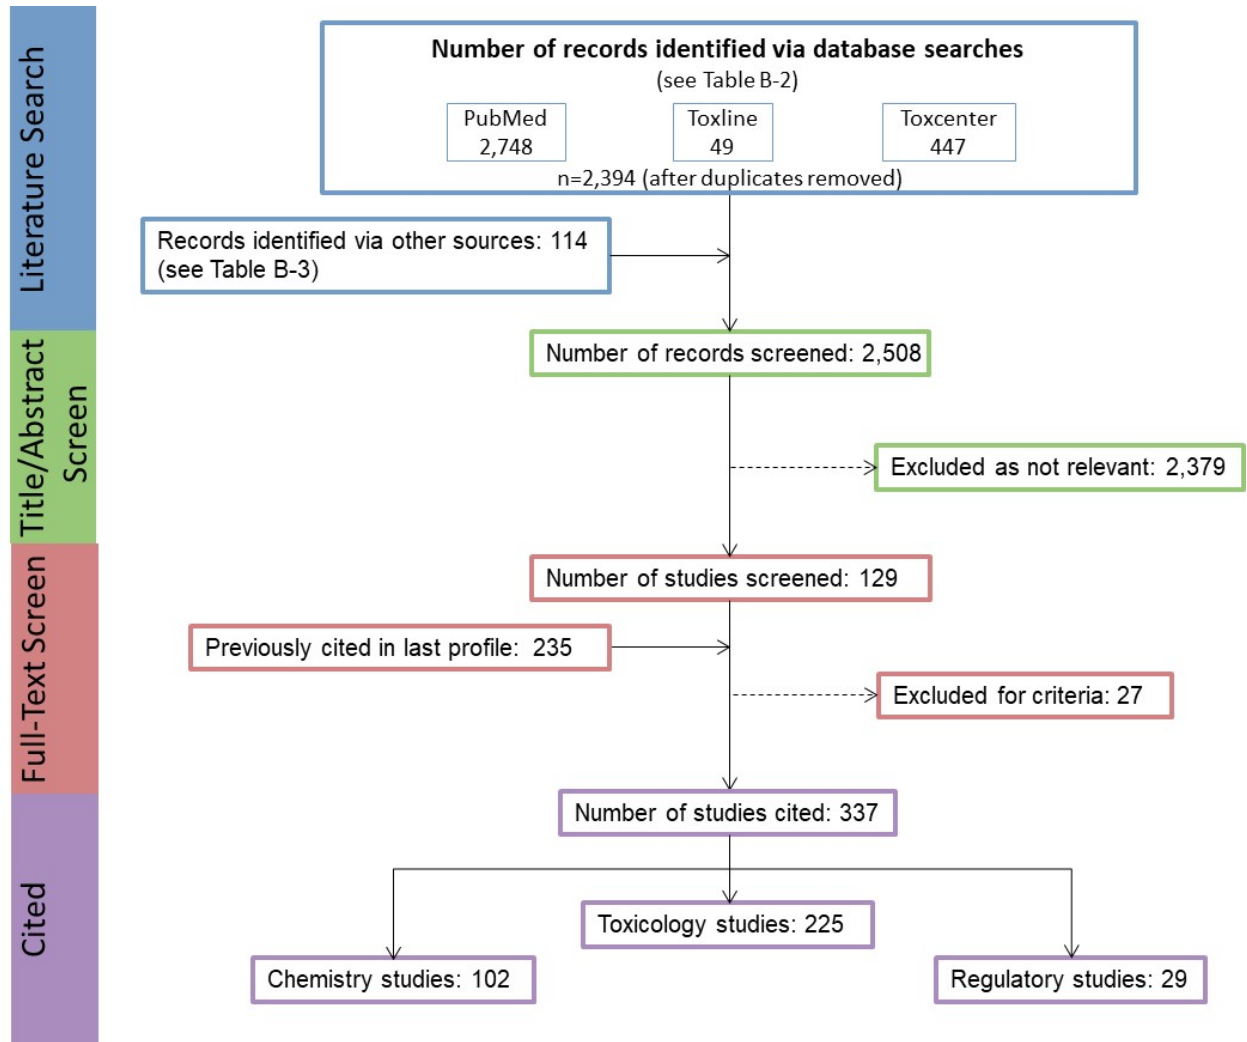 Literature Search
Number of records identified via database searches
(see Table B-2)
PubMed
2,748
Toxline
49
Toxcenter
447
n=2,394 (after duplicates removed)
Records identified via other sources: 114
(see Table B-3)
Title/Abstract
Screen
Number of records screened: 2,508
Excluded as not relevant: 2,379
Full-Text Screen
Number of studies screened: 129
Previously cited in last profile: 235
Excluded for criteria: 27
Cited
Number of studies cited: 337
Toxicology studies: 225
Chemistry studies: 102
Regulatory studies: 29